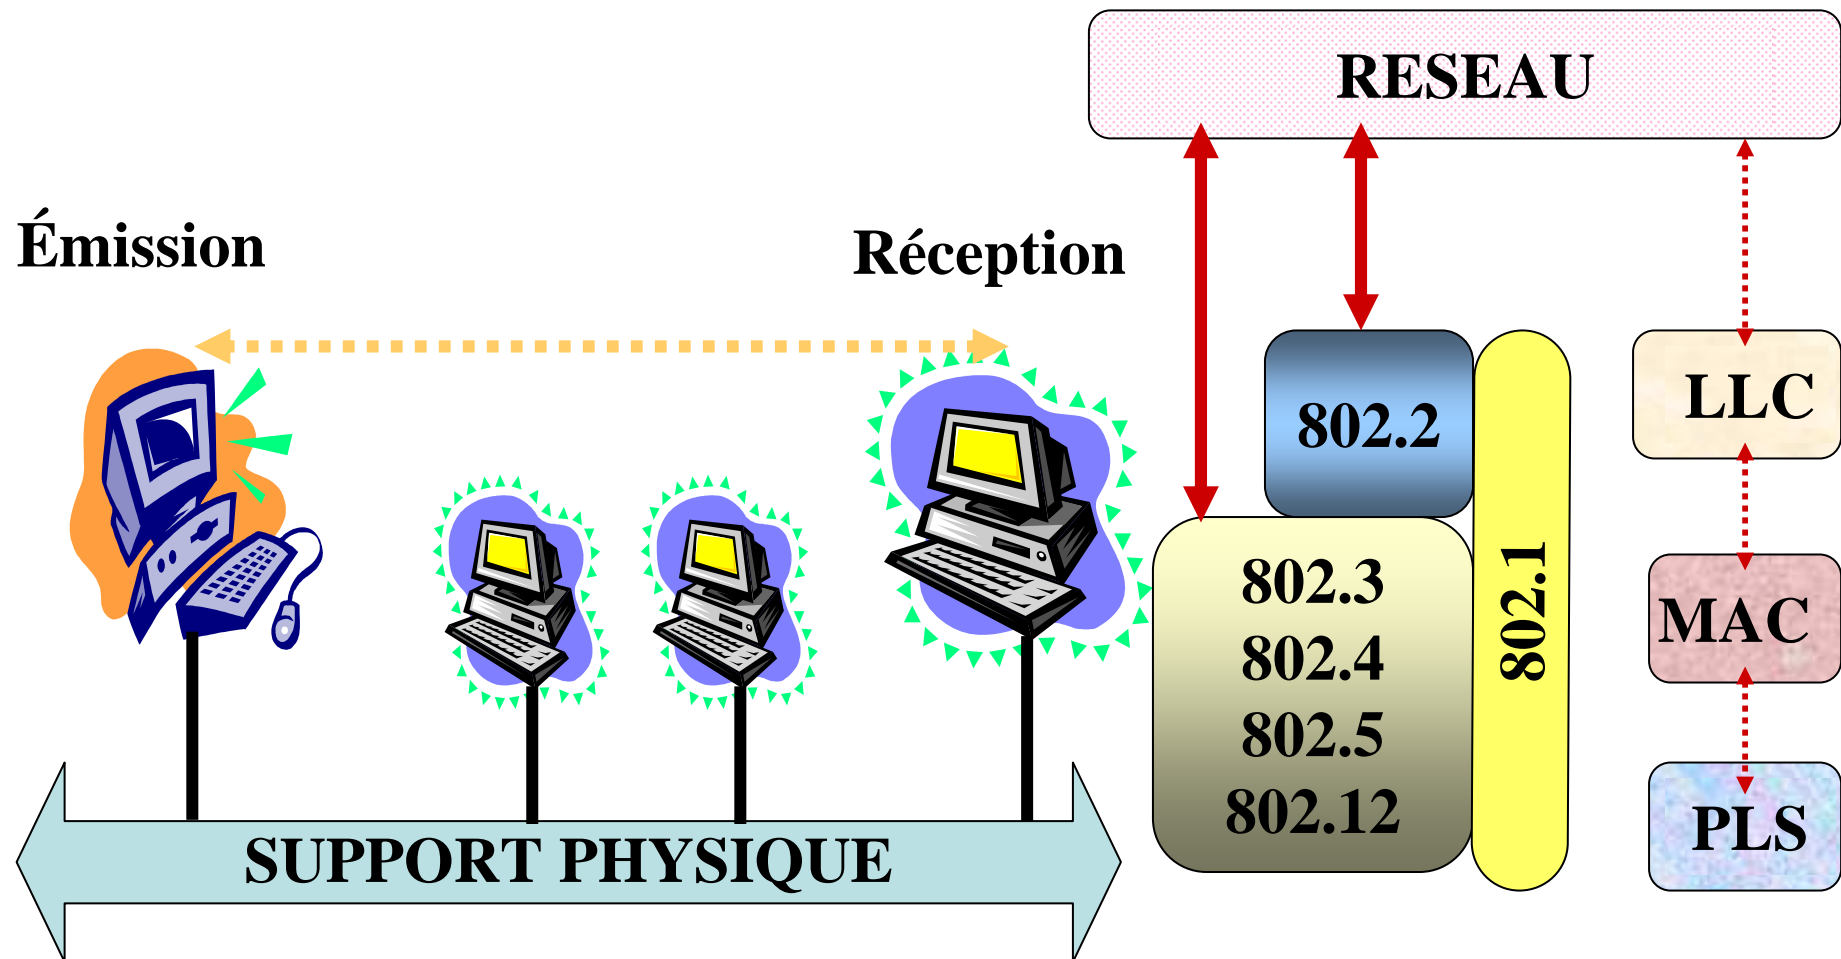 RESEAU
Émission
Réception
802.2
LLC
802.3
802.4
802.5
802.12
802.1
MAC
PLS
SUPPORT PHYSIQUE